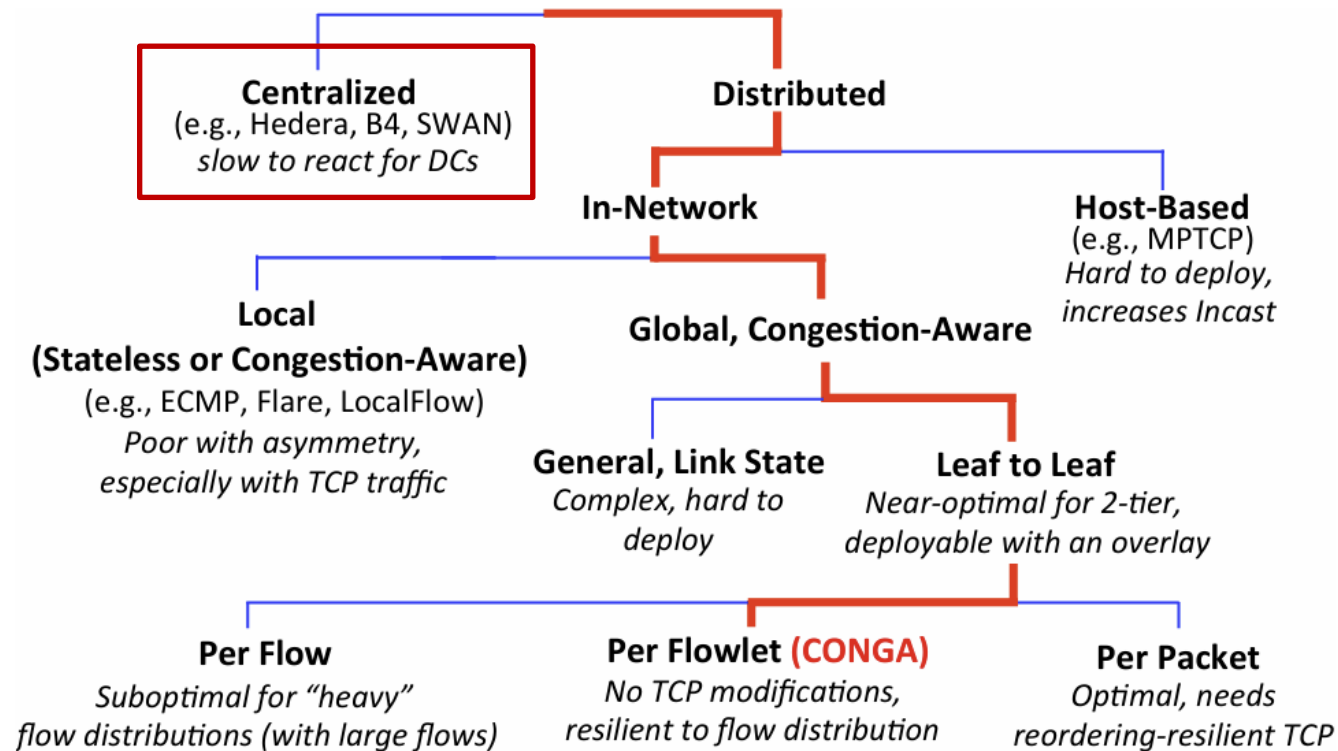 Centralized
(e.g., Hedera, B4, SWAN)
slow to react for DCs
Distributed
In-Network
Host-Based
(e.g., MPTCP)
Hard to deploy,
increases Incast
Local
(Stateless or Congestion-Aware)
(e.g., ECMP, Flare, LocalFlow)
Poor with asymmetry,
especially with TCP traffic
Global, Congestion-Aware
General, Link State
Complex, hard to
deploy
Leaf to Leaf
Near-optimal for 2-tier,
deployable with an overlay
Per Flow
Suboptimal for “heavy”
flow distributions (with large flows)
Per Flowlet (CONGA)
No TCP modifications,
resilient to flow distribution
Per Packet
Optimal, needs
reordering-resilient TCP